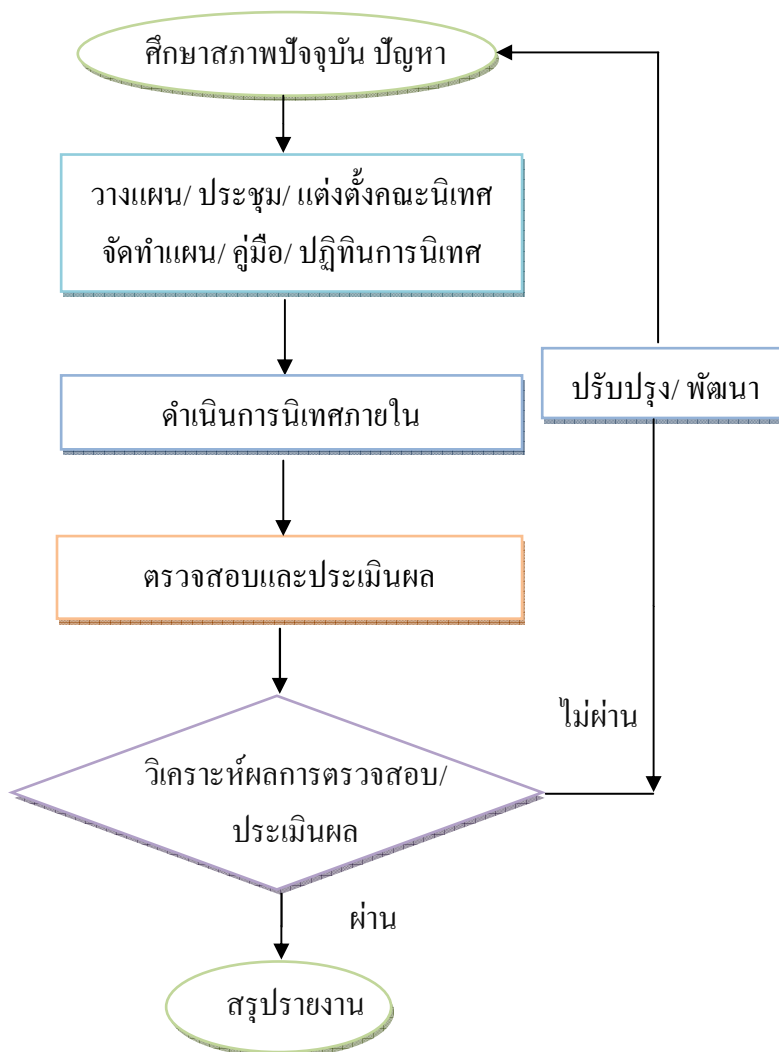 ศึกษาสภาพปัจจุบัน ปัญหา
วางแผน/ ประชุม/ แต่งตั้งคณะนิเทศ
จัดทำแผน/ คู่มือ/ ปฏิทินการนิเทศ
ดำเนินการนิเทศภายใน
ปรับปรุง/ พัฒนา
ตรวจสอบและประเมินผล
ไม่ผ่าน
วิเคราะห์ผลการตรวจสอบ/
ประเมินผล
ผ่าน
สรุปรายงาน